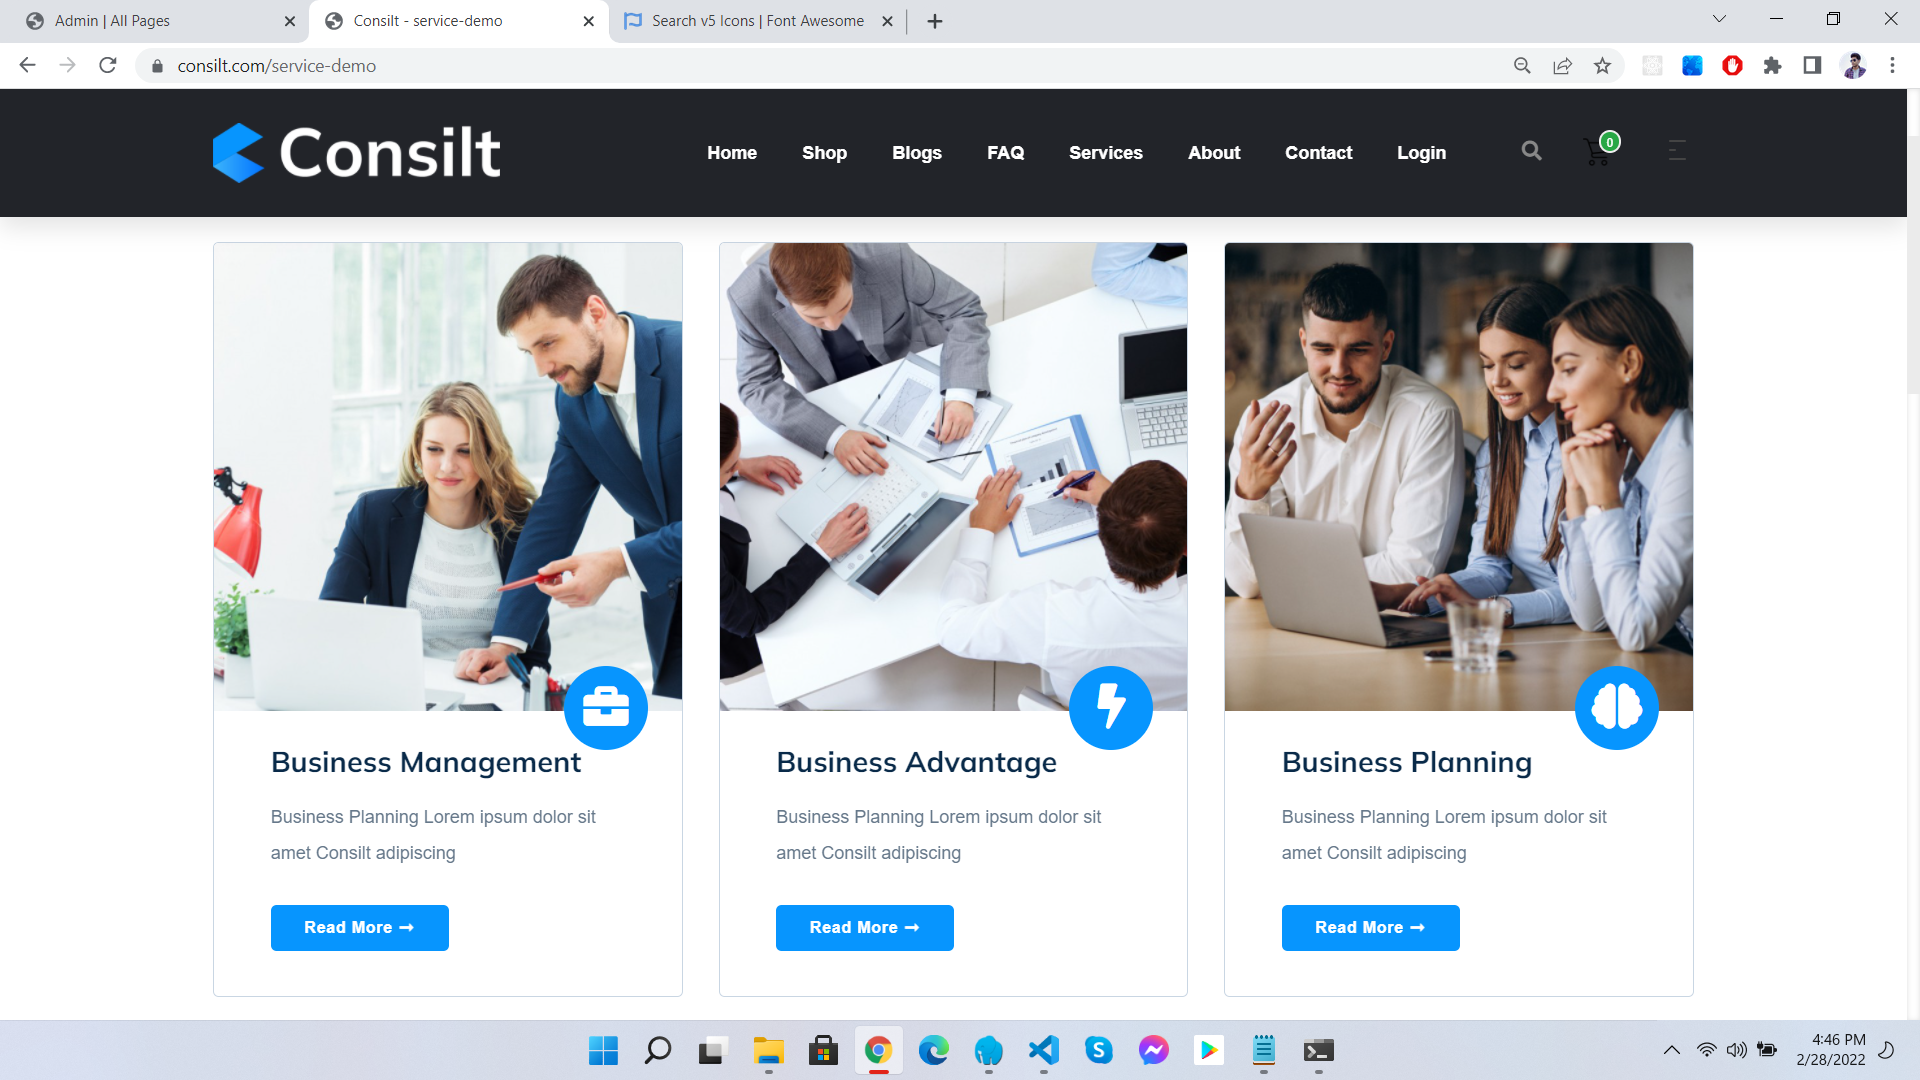 Admin | All Pages
Consilt - service-demo
Search v5 Icons | Font Awesome
consilt.com/service-demo
Consilt
Home
Shop
Blogs
FAQ
Services
About
Contact
Login
0
Business Management
Business Planning Lorem ipsum dolor sit
amet Consilt adipiscing
Read More
Business Advantage
Business Planning Lorem ipsum dolor sit
amet Consilt adipiscing
Read More
Business Planning
Business Planning Lorem ipsum dolor sit
amet Consilt adipiscing
Read More
4:46 PM
2/28/2022